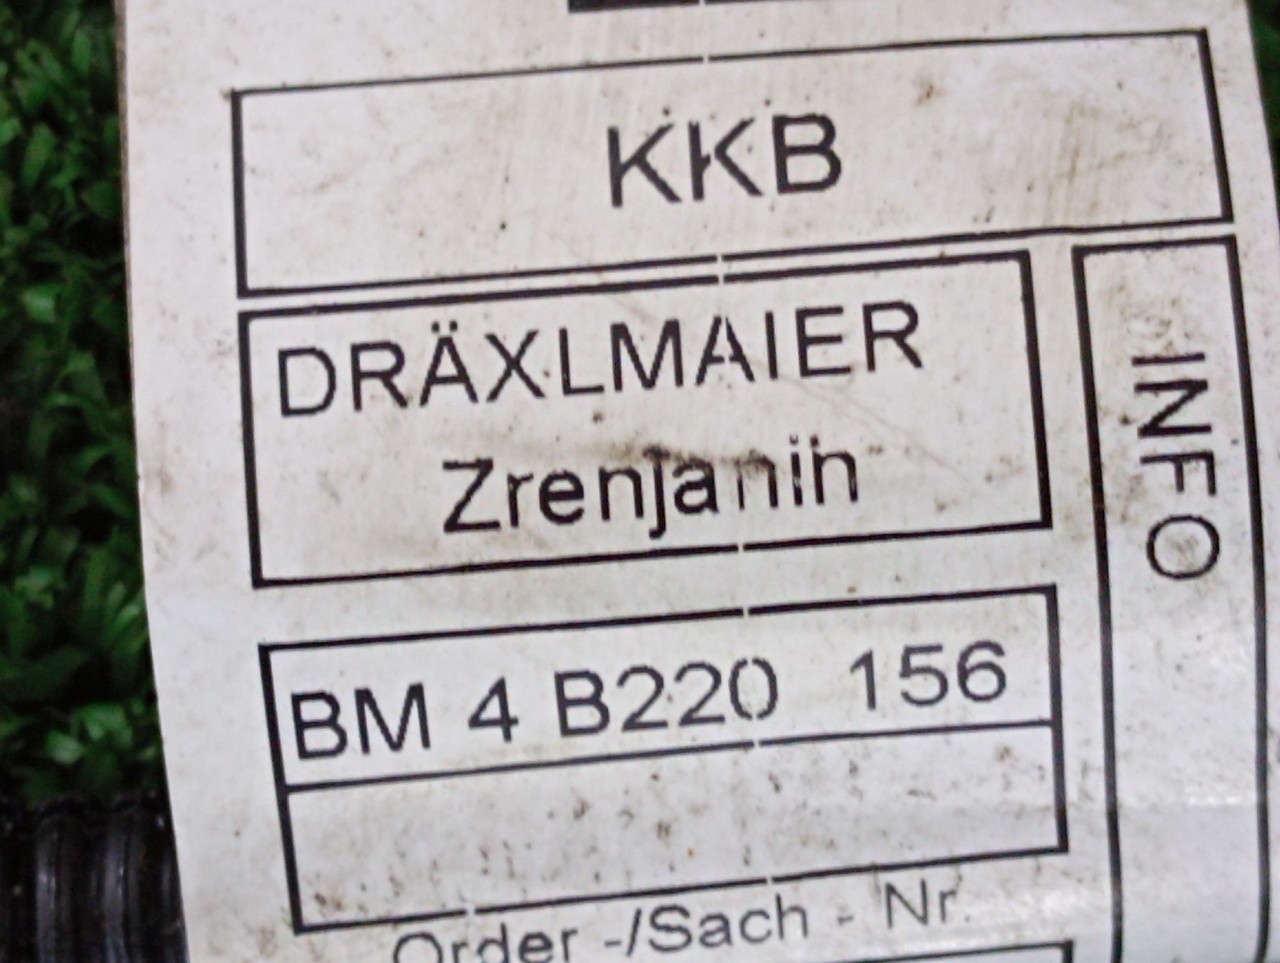 KKB
DRÄXLMAIER
Zrenjanin
INFO
BM 4 B220 156
Order -/Sach - Nr.